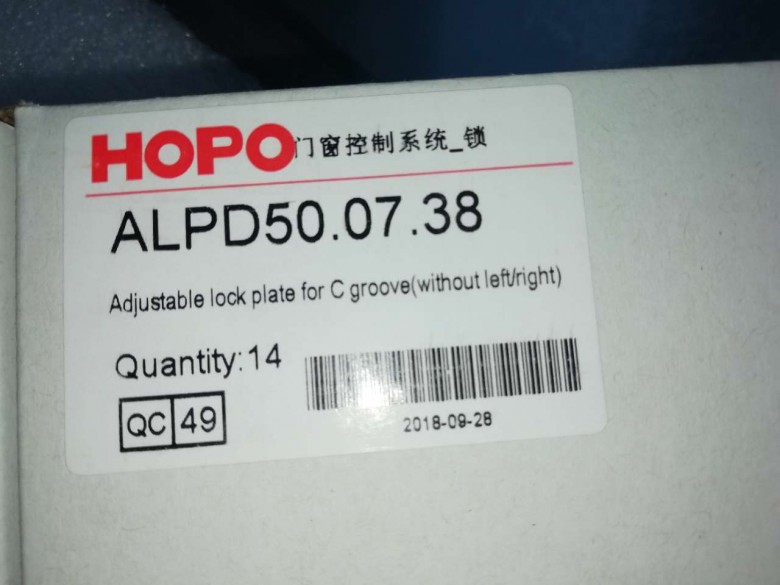 HOPO门窗控制系统_锁
ALPD50.07.38
Adjustable lock plate for C groove(without left/right)
Quantity:14
QC 49
2018-09-28